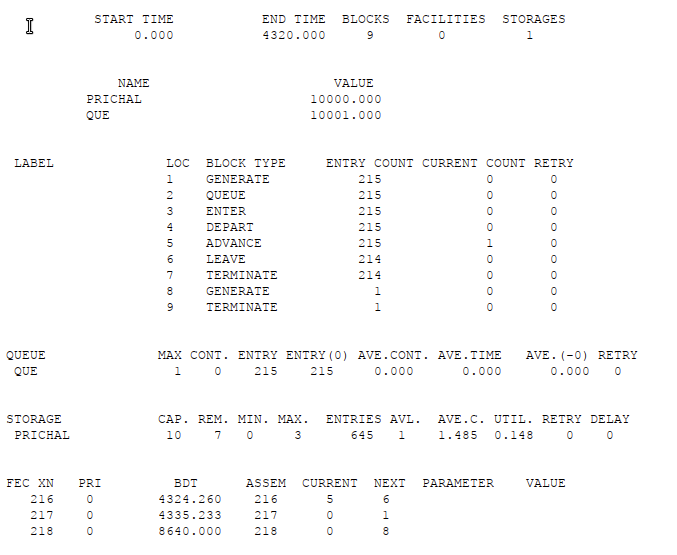 START TIME END TIME BLOCKS FACILITIES STORAGES
0.000 4320.000 9 0 1
NAME VALUE
PRICHAL 10000.000
QUE 10001.000
LABEL LOC BLOCK TYPE ENTRY COUNT CURRENT COUNT RETRY
1 GENERATE 215 0 0
2 QUEUE 215 0 0
3 ENTER 215 0 0
4 DEPART 215 0 0
5 ADVANCE 215 1 0
6 LEAVE 214 0 0
7 TERMINATE 214 0 0
8 GENERATE 1 0 0
9 TERMINATE 1 0 0
QUEUE MAX CONT. ENTRY ENTRY(0) AVE.CONT. AVE.TIME AVE.(-0) RETRY
QUE 1 0 215 215 0.000 0.000 0.000 0
STORAGE CAP. REM. MIN. MAX. ENTRIES AVL. AVE.C. UTIL. RETRY DELAY
PRICHAL 10 7 0 3 645 1 1.485 0.148 0 0
FEC XN PRI BDT ASSEM CURRENT NEXT PARAMETER VALUE
216 0 4324.260 216 5 6
217 0 4335.233 217 0 1
218 0 8640.000 218 0 8